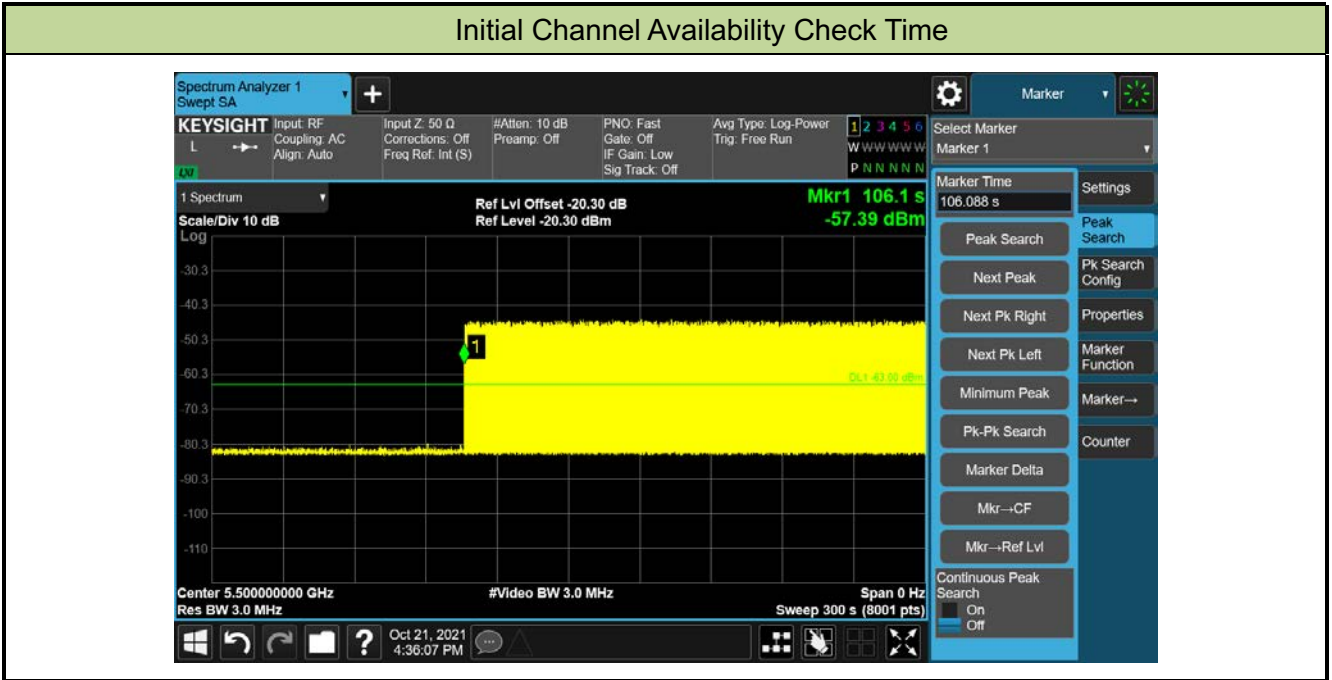 Initial Channel Availability Check Time
Spectrum Analyzer 1
Swept SA
Marker
KEYSIGHT
L
LXI
Input: RF
Coupling: AC
Align: Auto
Input Z: 50 Ω
Corrections: Off
Freq Ref: Int (S)
#Atten: 10 dB
Preamp: Off
PNO: Fast
Gate: Off
IF Gain: Low
Sig Track: Off
Avg Type: Log-Power
Trig: Free Run
1 2 3 4 5 6
W W W W W W
P N N N N N
Select Marker
Marker 1
1 Spectrum
Scale/Div 10 dB
Log
Ref Lvl Offset -20.30 dB
Ref Level -20.30 dBm
Mkr1 106.1 s
-57.39 dBm
-30.3
-40.3
-50.3
-60.3
-70.3
-80.3
-90.3
-100
-110
1
DL1 -63.00 dBm
Center 5.500000000 GHz
Res BW 3.0 MHz
#Video BW 3.0 MHz
Span 0 Hz
Sweep 300 s (8001 pts)
Marker Time
106.088 s
Peak Search
Next Peak
Next Pk Right
Next Pk Left
Minimum Peak
Pk-Pk Search
Marker Delta
Mkr→CF
Mkr→Ref Lvl
Continuous Peak
Search
On
Off
Settings
Peak
Search
Pk Search
Config
Properties
Marker
Function
Marker→
Counter
?
Oct 21, 2021
4:36:07 PM